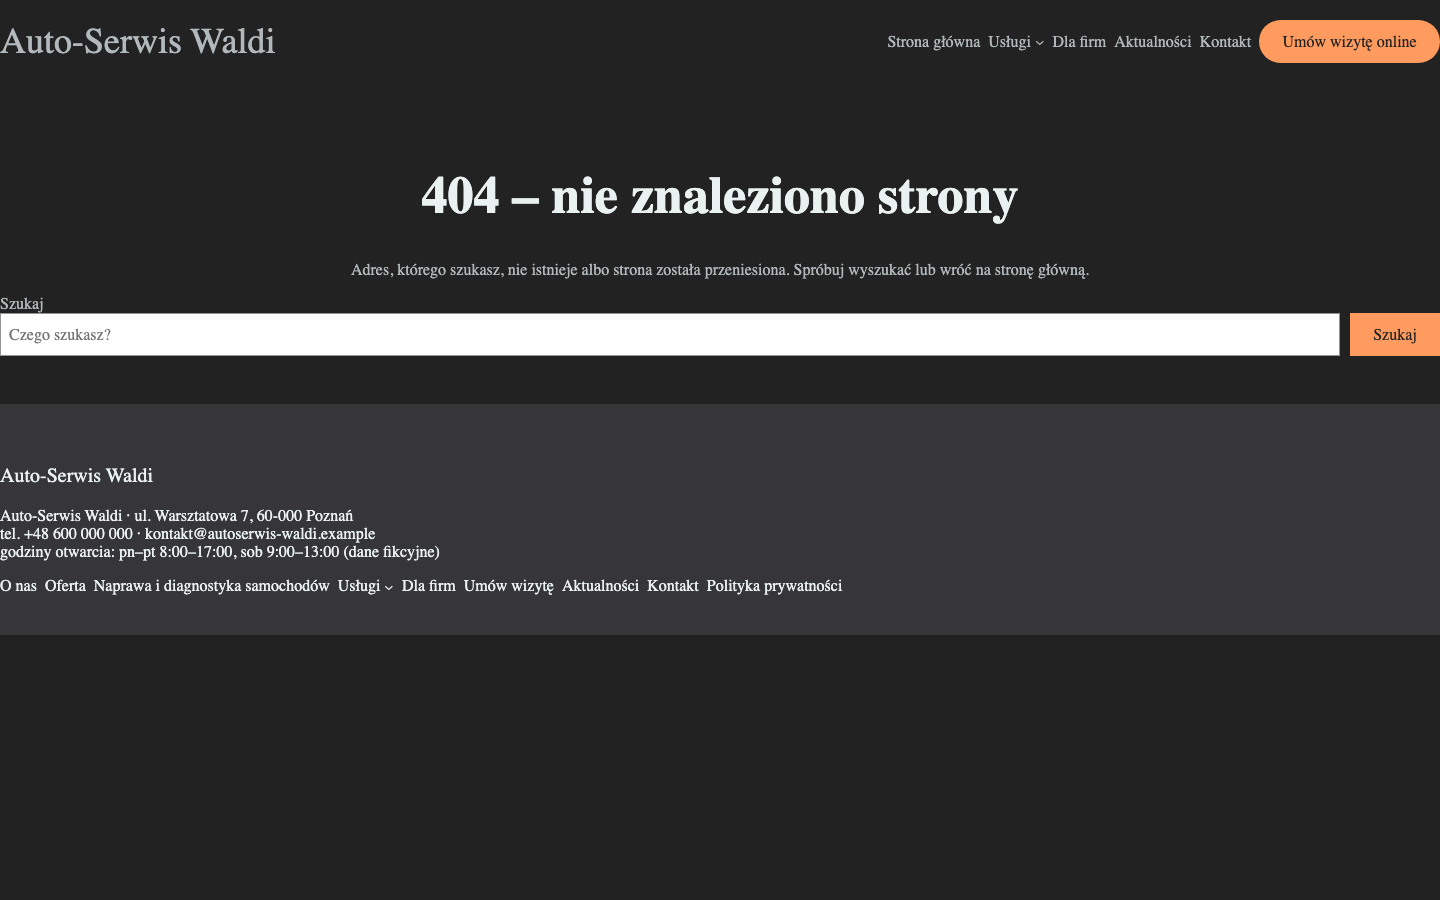 Auto-Serwis Waldi
Strona główna Usługi Dla firm Aktualności Kontakt Umów wizytę online
404 – nie znaleziono strony
Adres, którego szukasz, nie istnieje albo strona została przeniesiona. Spróbuj wyszukać lub wróć na stronę główną.
Szukaj
Czego szukasz? Szukaj
Auto-Serwis Waldi
Auto-Serwis Waldi · ul. Warsztatowa 7, 60-000 Poznań
tel. +48 600 000 000 · kontakt@autoserwis-waldi.example
godziny otwarcia: pn–pt 8:00–17:00, sob 9:00–13:00 (dane fikcyjne)
O nas Oferta Naprawa i diagnostyka samochodów Usługi Dla firm Umów wizytę Aktualności Kontakt Polityka prywatności